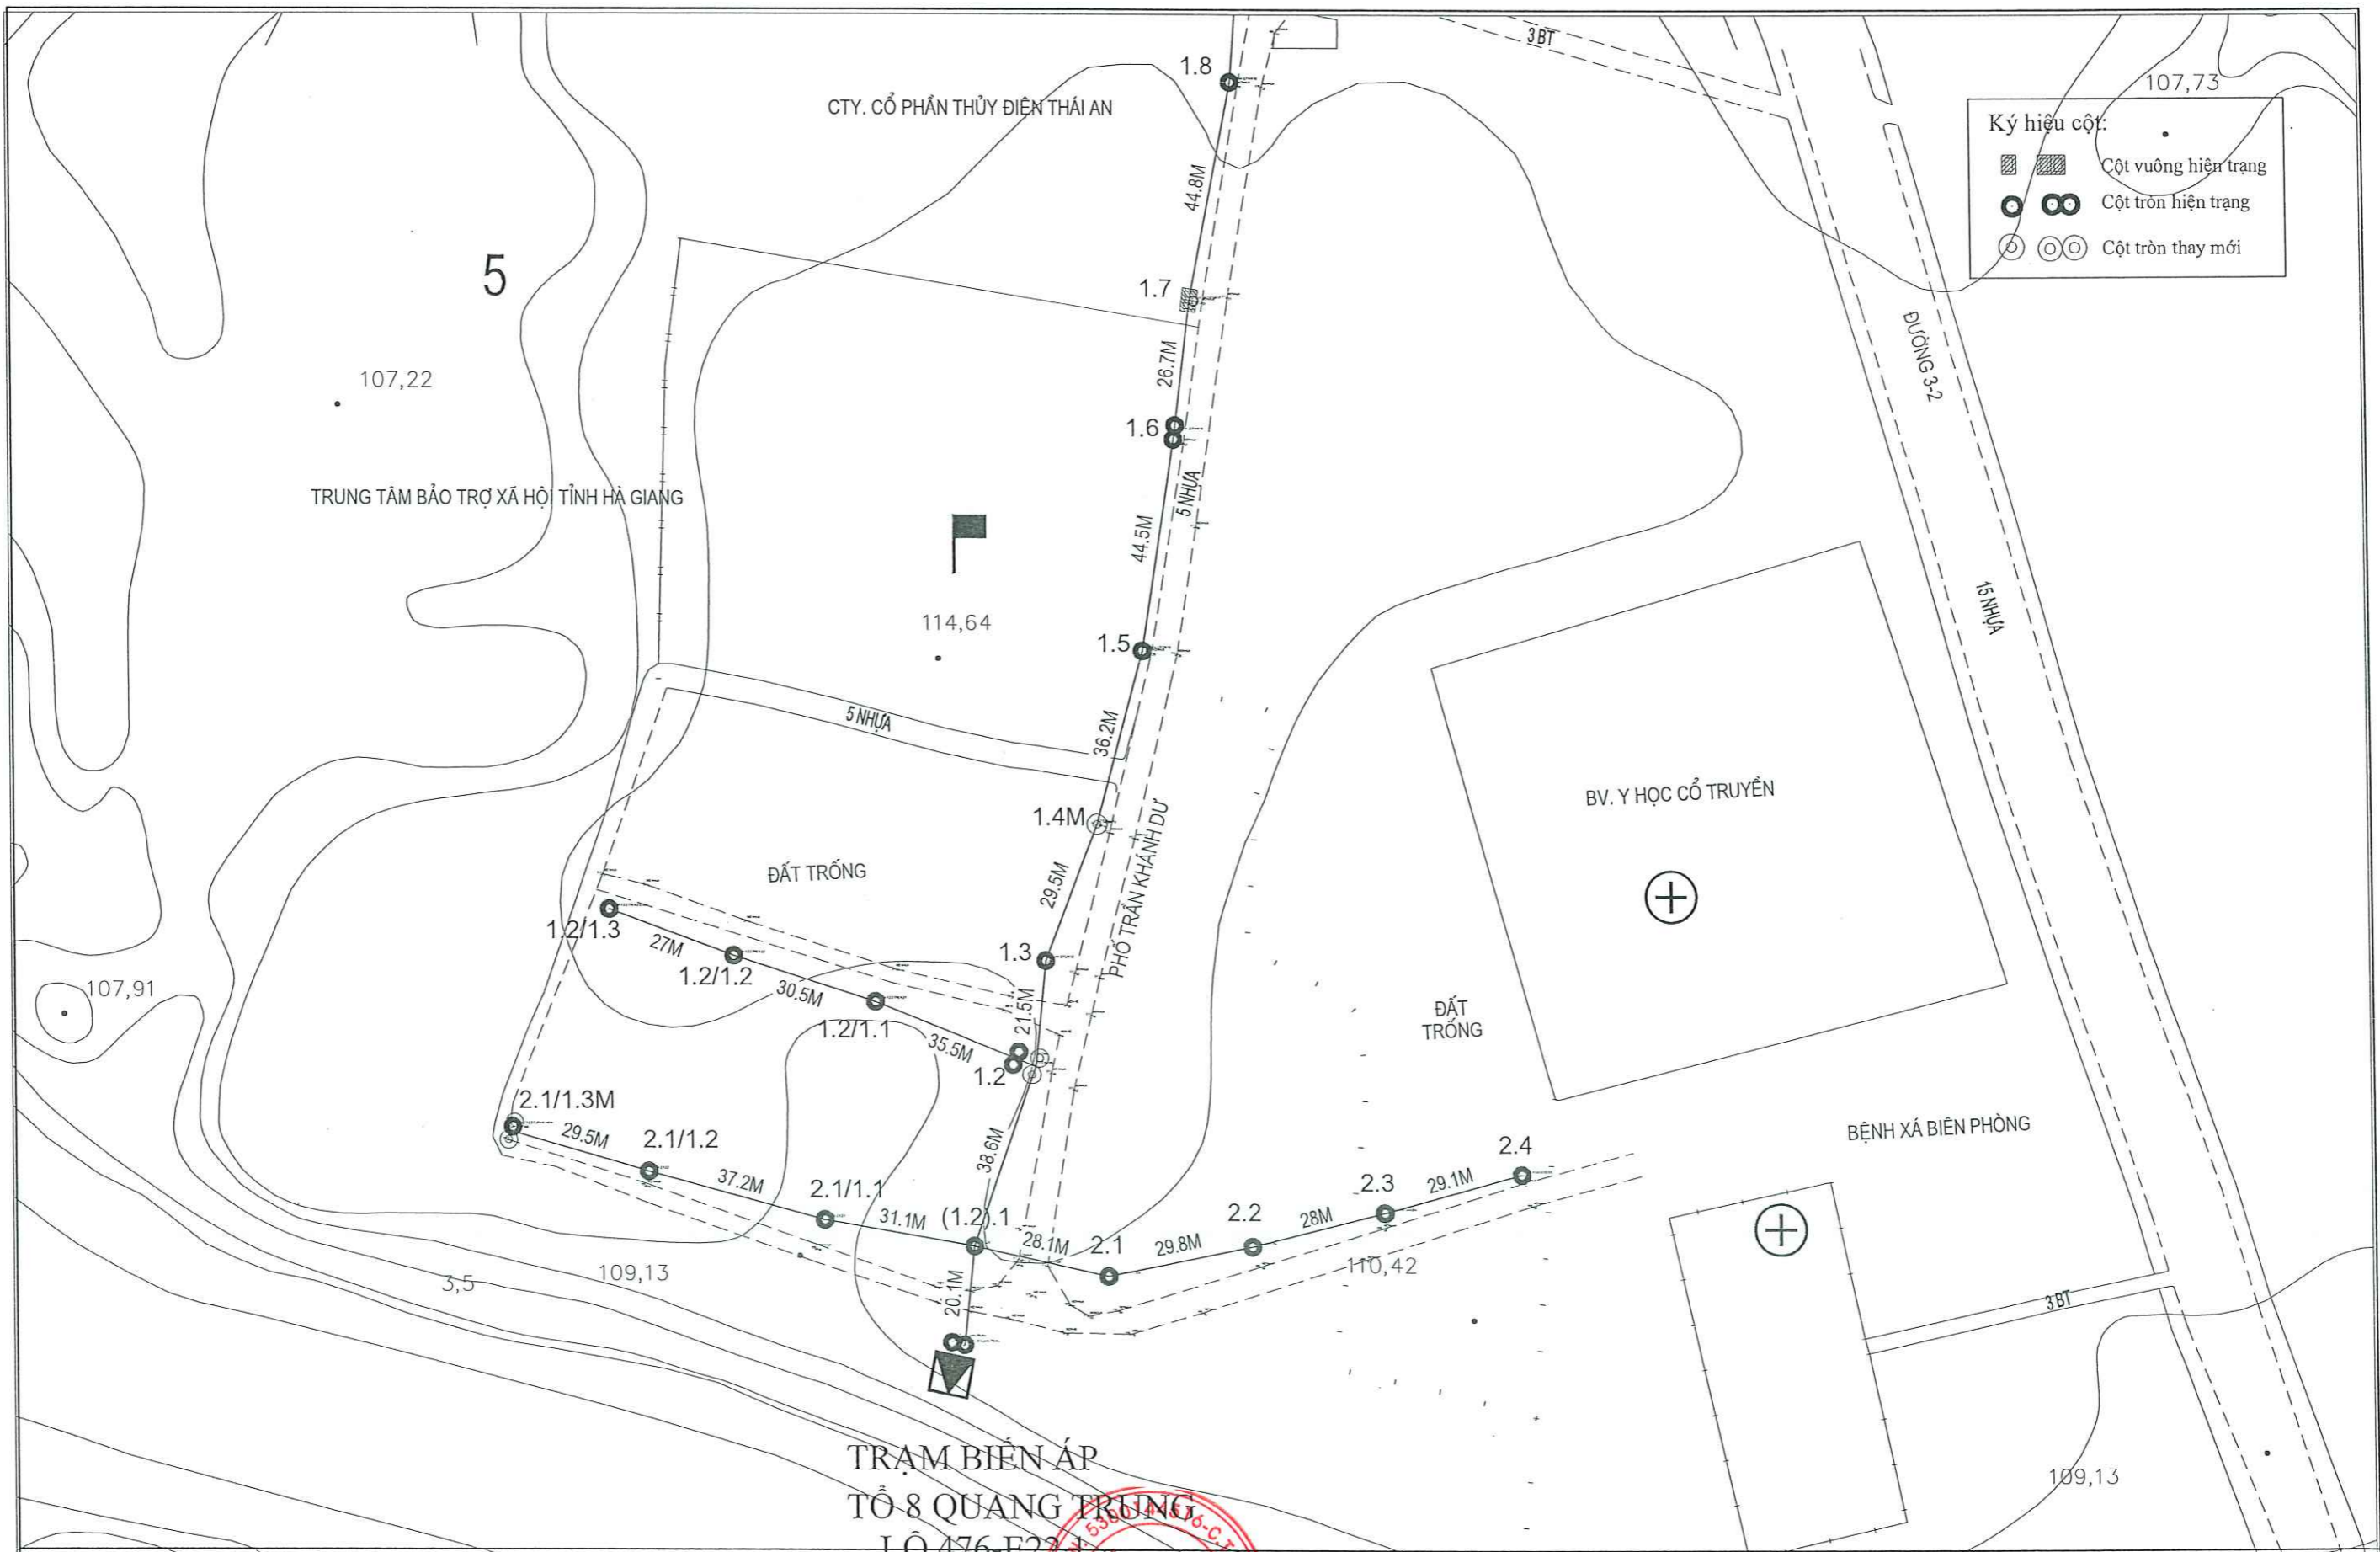 3 BT
1.8
107,73
CTY. CỔ PHẦN THỦY ĐIỆN THÁI AN
Ký hiệu cột:
Cột vuông hiện trạng
Cột tròn hiện trạng
Cột tròn thay mới
44.8M
5
1.7
ĐƯỜNG 3-2
26.7M
107,22
1.6
TRUNG TÂM BẢO TRỢ XÃ HỘI TỈNH HÀ GIANG
5 NHỰA
44.5M
15 NHỰA
114,64
1.5
5 NHỰA
36.2M
BV. Y HỌC CỔ TRUYỀN
1.4M
PHỐ TRẦN KHÁNH DƯ
ĐẤT TRỐNG
29.5M
1.2/1.3
27M
1.3
1.2/1.2
30.5M
107,91
21.5M
ĐẤT
TRỐNG
1.2/1.1
35.5M
1.2
2.1/1.3M
29.5M
2.1/1.2
38.6M
BỆNH XÁ BIÊN PHÒNG
2.4
37.2M
2.1/1.1
2.3
29.1M
31.1M
(1.2).1
28.1M
2.1
29.8M
2.2
28M
109,13
3,5
20.1M
110,42
3 BT
TRẠM BIẾN ÁP
TỔ 8 QUANG TRUNG
109,13